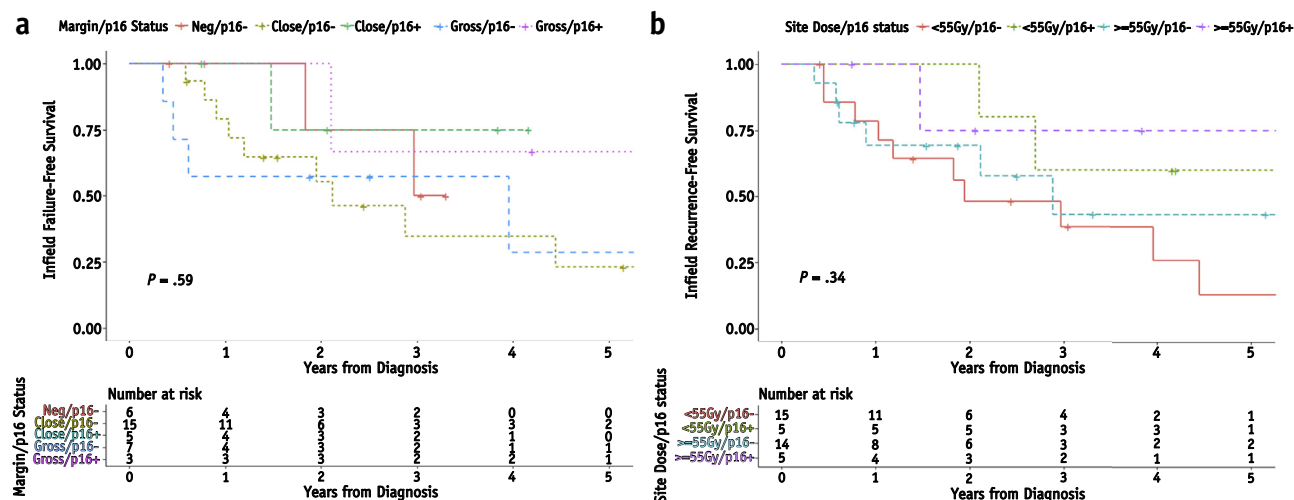 a
Margin/p16 Status Neg/p16- Close/p16- Close/p16+ Gross/p16- Gross/p16+
1.00
0.75
0.50
0.25
0.00
Infield Failure-Free Survival
P = .59
0 1 2 3 4 5
Years from Diagnosis
Number at risk
Margin/p16 Status
Neg/p16- 6 4 3 2 0 0
Close/p16- 15 11 6 3 3 2
Close/p16+ 5 4 3 2 1 0
Gross/p16- 7 4 3 2 1 1
Gross/p16+ 3 3 3 2 2 1
0 1 2 3 4 5
Years from Diagnosis
b
Site Dose/p16 status <55Gy/p16- <55Gy/p16+ >=55Gy/p16- >=55Gy/p16+
1.00
0.75
0.50
0.25
0.00
Infield Recurrence-Free Survival
P = .34
0 1 2 3 4 5
Years from Diagnosis
Number at risk
Site Dose/p16 status
<55Gy/p16- 15 11 6 4 2 1
<55Gy/p16+ 5 5 5 3 3 1
>=55Gy/p16- 14 8 6 3 2 2
>=55Gy/p16+ 5 4 3 2 1 1
0 1 2 3 4 5
Years from Diagnosis